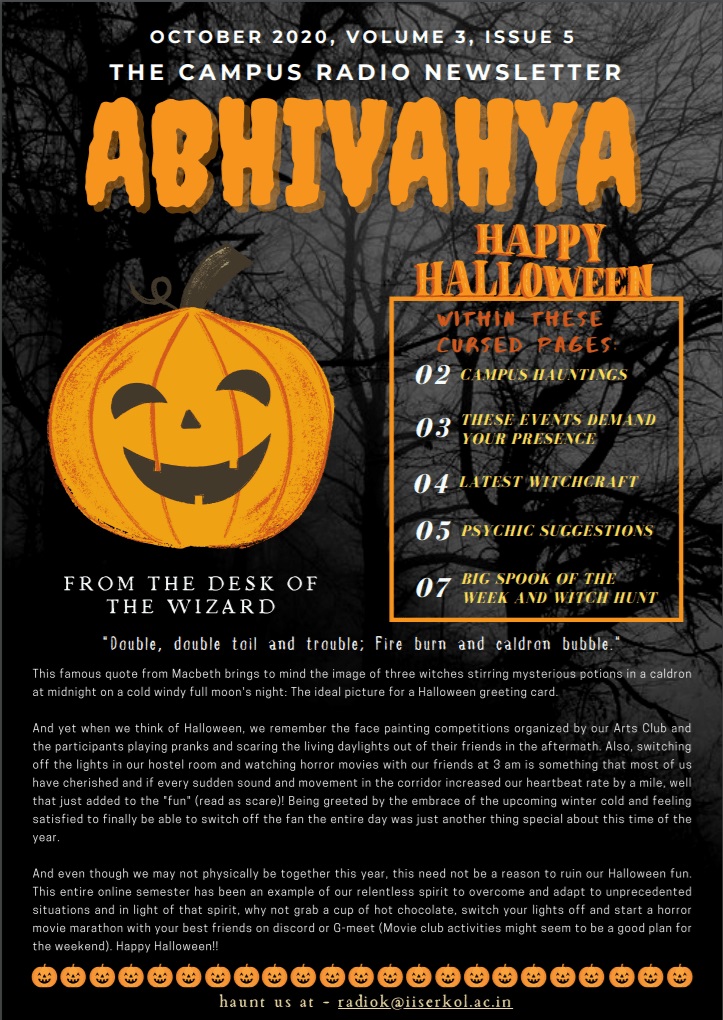 OCTOBER 2020, VOLUME 3, ISSUE 5
THE CAMPUS RADIO NEWSLETTER
ABHIVAHYA
HAPPY
HALLOWEEN
WITHIN THESE
CURSED PAGES:
02 CAMPUS HAUNTINGS
03 THESE EVENTS DEMAND
YOUR PRESENCE
04 LATEST WITCHCRAFT
05 PSYCHIC SUGGESTIONS
07 BIG SPOOK OF THE
WEEK AND WITCH HUNT
FROM THE DESK OF
THE WIZARD
"Double, double toil and trouble; Fire burn and caldron bubble."
This famous quote from Macbeth brings to mind the image of three witches stirring mysterious potions in a caldron
at midnight on a cold windy full moon's night: The ideal picture for a Halloween greeting card.
And yet when we think of Halloween, we remember the face painting competitions organized by our Arts Club and
the participants playing pranks and scaring the living daylights out of their friends in the aftermath. Also, switching
off the lights in our hostel room and watching horror movies with our friends at 3 am is something that most of us
have cherished and if every sudden sound and movement in the corridor increased our heartbeat rate by a mile, well
that just added to the "fun" (read as scare)! Being greeted by the embrace of the upcoming winter cold and feeling
satisfied to finally be able to switch off the fan the entire day was just another thing special about this time of the
year.
And even though we may not physically be together this year, this need not be a reason to ruin our Halloween fun.
This entire online semester has been an example of our relentless spirit to overcome and adapt to unprecedented
situations and in light of that spirit, why not grab a cup of hot chocolate, switch your lights off and start a horror
movie marathon with your best friends on discord or G-meet (Movie club activities might seem to be a good plan for
the weekend). Happy Halloween!!
haunt us at - radiok@iiserkol.ac.in